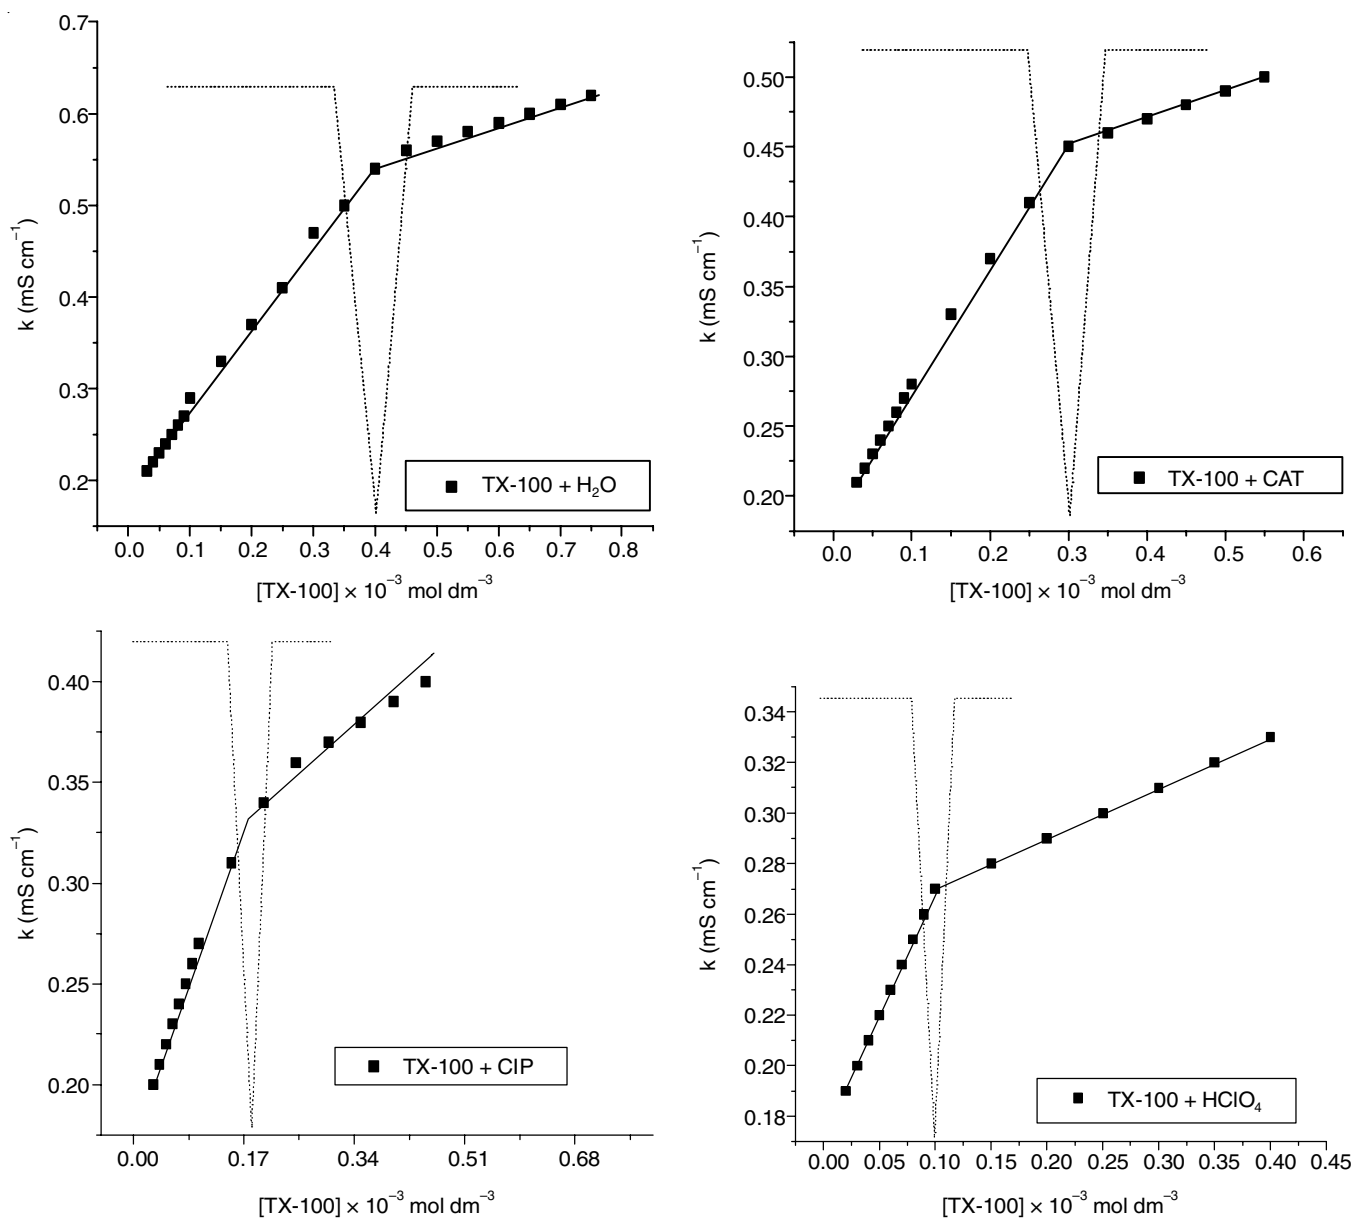 0.7
0.6
0.5
0.4
0.3
0.2
k (mS cm⁻¹)
TX-100 + H₂O
0.0 0.1 0.2 0.3 0.4 0.5 0.6 0.7 0.8
[TX-100] × 10⁻³ mol dm⁻³
0.50
0.45
0.40
0.35
0.30
0.25
0.20
k (mS cm⁻¹)
TX-100 + CAT
0.0 0.1 0.2 0.3 0.4 0.5 0.6
[TX-100] × 10⁻³ mol dm⁻³
0.40
0.35
0.30
0.25
0.20
k (mS cm⁻¹)
TX-100 + CIP
0.00 0.17 0.34 0.51 0.68
[TX-100] × 10⁻³ mol dm⁻³
0.34
0.32
0.30
0.28
0.26
0.24
0.22
0.20
0.18
k (mS cm⁻¹)
TX-100 + HClO₄
0.00 0.05 0.10 0.15 0.20 0.25 0.30 0.35 0.40 0.45
[TX-100] × 10⁻³ mol dm⁻³